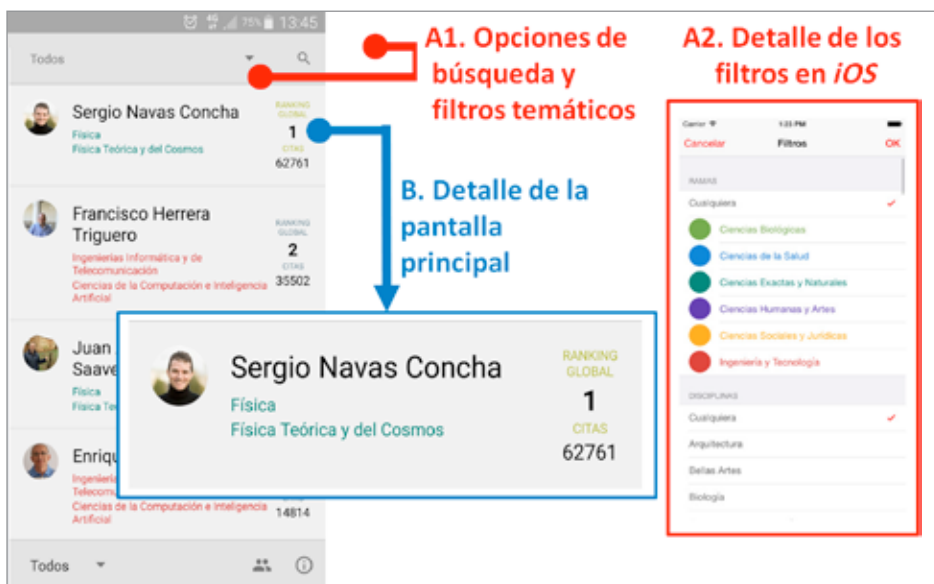 75% 13:45
Todos
Sergio Navas Concha
Física
Física Teórica y del Cosmos
RANKING
GLOBAL
1
CITAS
62761
Francisco Herrera
Triguero
Ingenierías Informática y de
Telecomunicación
Ciencias de la Computación e Inteligencia
Artificial
RANKING
GLOBAL
2
CITAS
35502
Juan
Saave
Física
Física Te
Enriqu
Ingeniería
Telecomu
Ciencias de la Computación e Inteligencia
Artificial
14814
Todos
A1. Opciones de
búsqueda y
filtros temáticos
B. Detalle de la
pantalla
principal
Sergio Navas Concha
Física
Física Teórica y del Cosmos
RANKING
GLOBAL
1
CITAS
62761
A2. Detalle de los
filtros en iOS
Carrier 1:23 PM
Cancelar Filtros OK
RAMAS
Cualquiera
Ciencias Biológicas
Ciencias de la Salud
Ciencias Exactas y Naturales
Ciencias Humanas y Artes
Ciencias Sociales y Jurídicas
Ingeniería y Tecnología
DISCIPLINAS
Cualquiera
Arquitectura
Bellas Artes
Biología